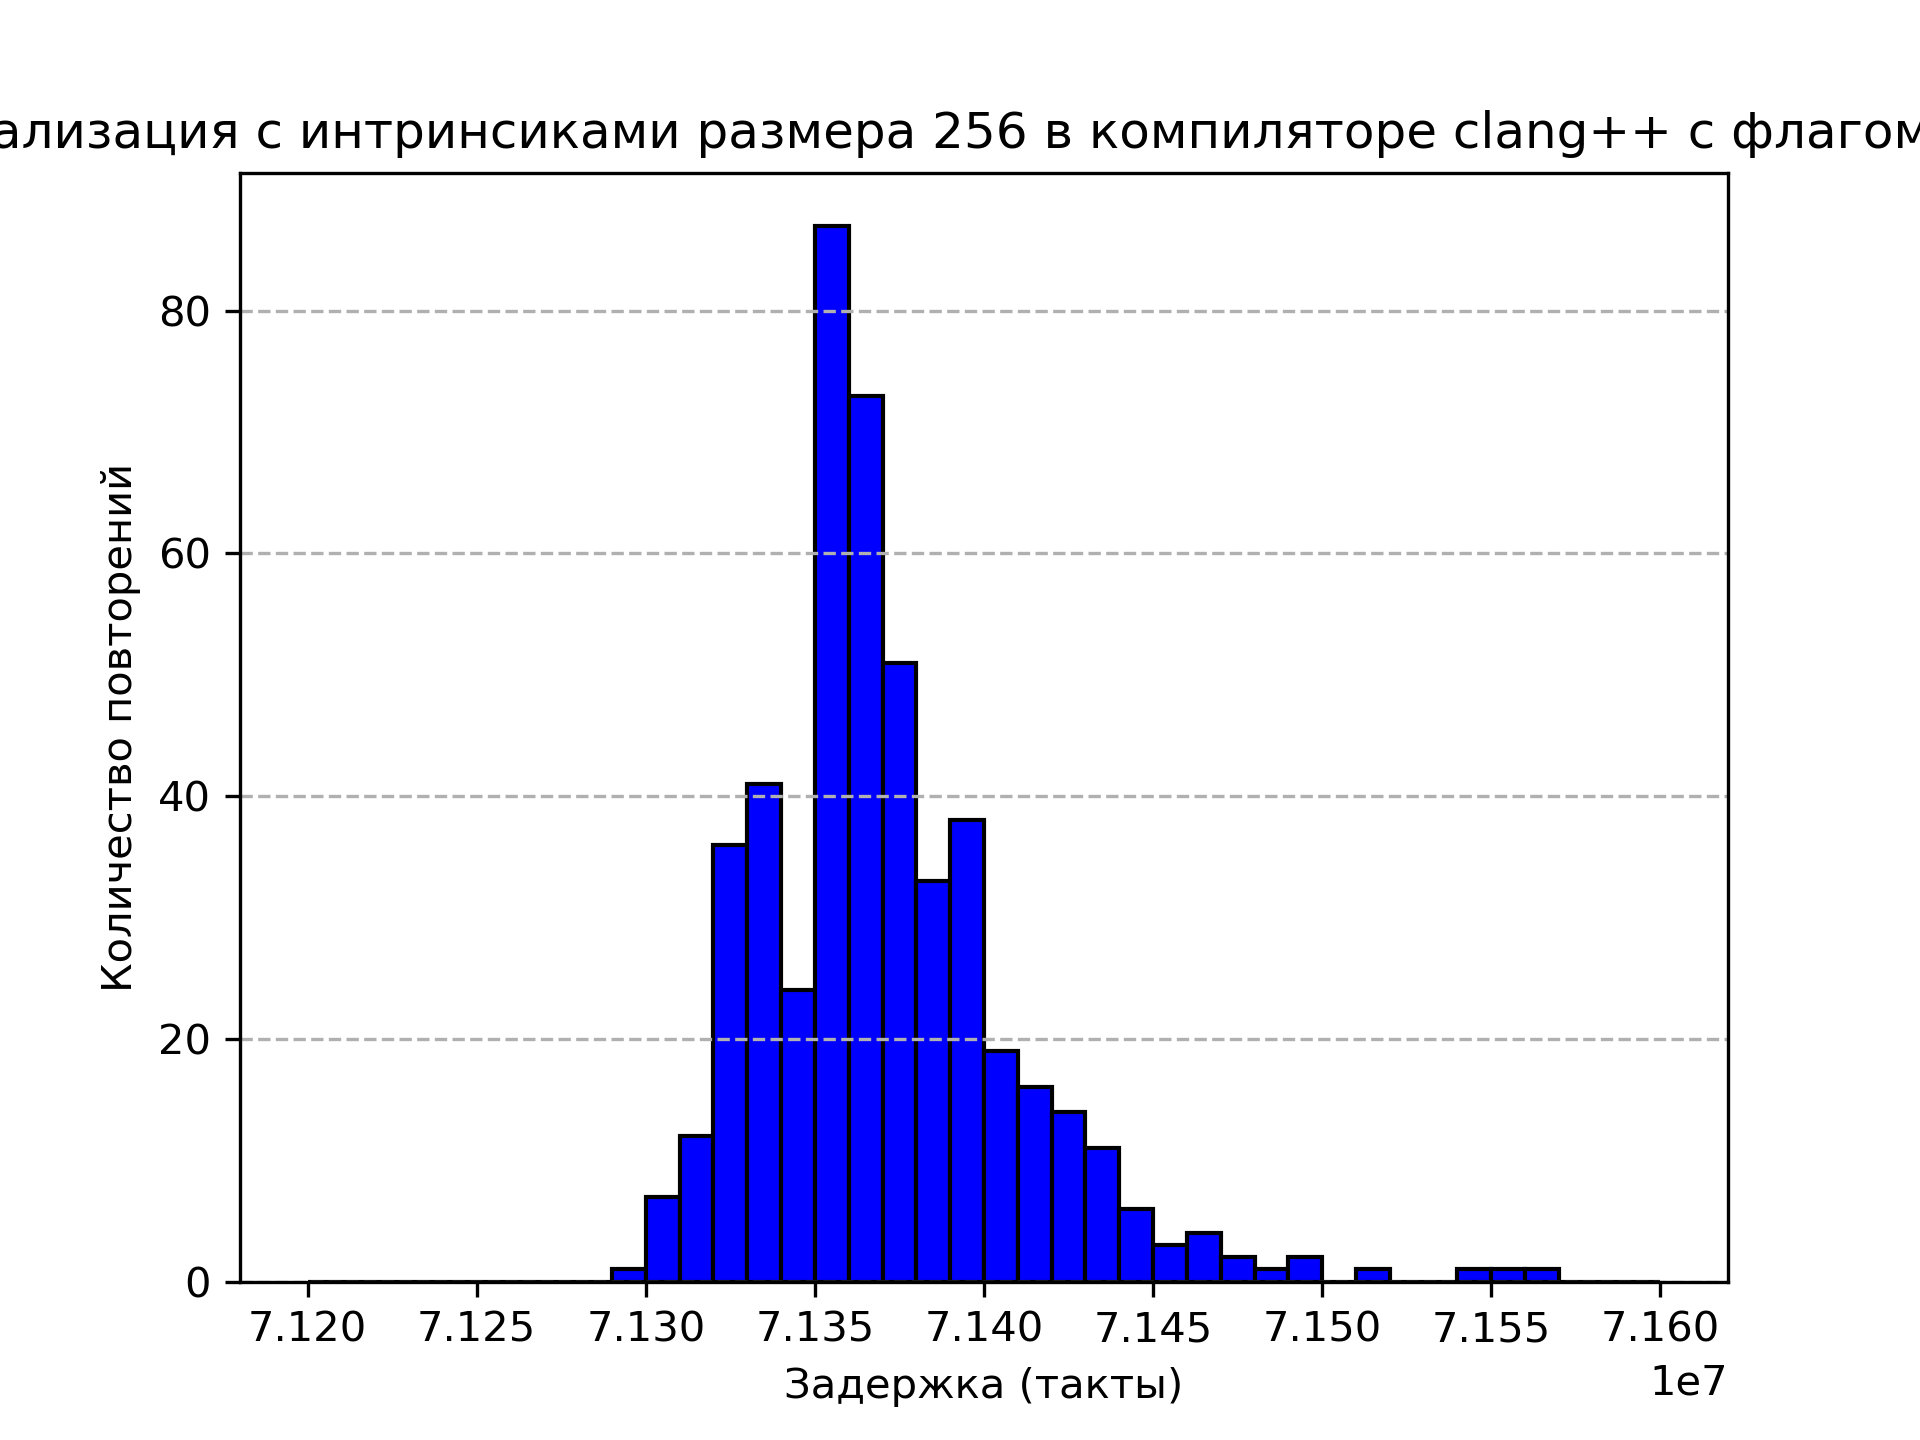 ализация с интринсиками размера 256 в компиляторе clang++ с флагом
Количество повторений
80
60
40
20
0
7.120 7.125 7.130 7.135 7.140 7.145 7.150 7.155 7.160
1e7
Задержка (такты)